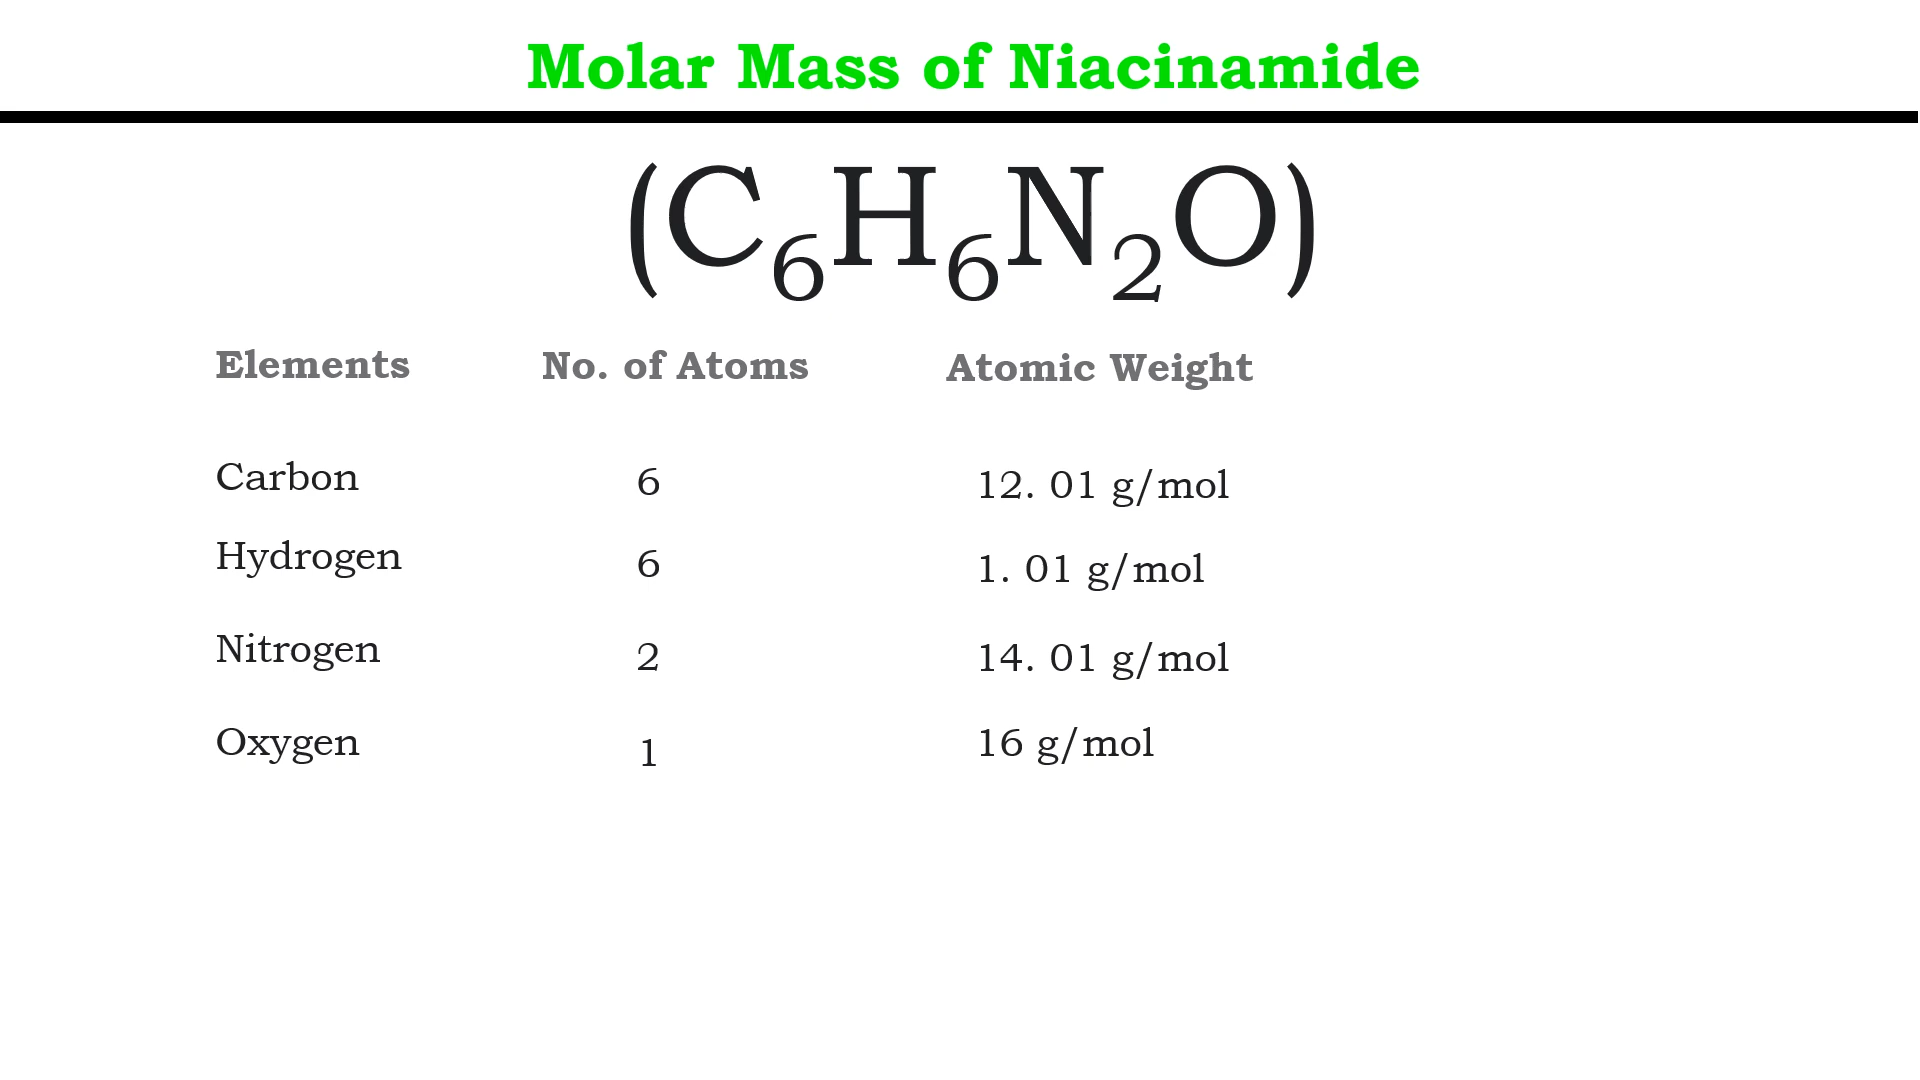 Molar Mass of Niacinamide
(C₆H₆N₂O)
Elements No. of Atoms Atomic Weight
Carbon 6 12. 01 g/mol
Hydrogen 6 1. 01 g/mol
Nitrogen 2 14. 01 g/mol
Oxygen 1 16 g/mol